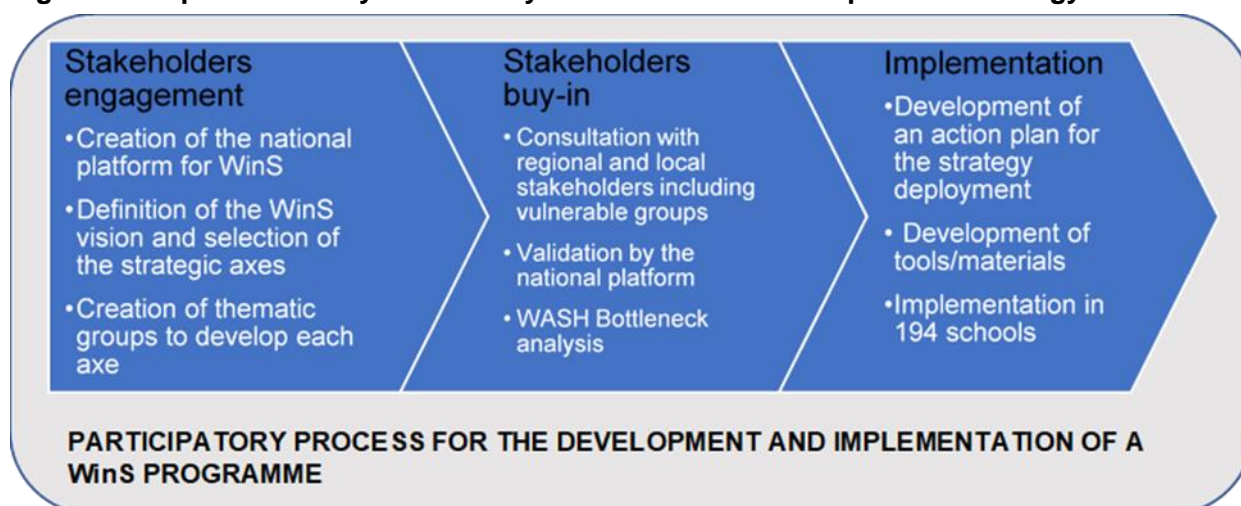 Stakeholders
engagement
•Creation of the national
platform for WinS
•Definition of the WinS
vision and selection of
the strategic axes
•Creation of thematic
groups to develop each
axe
Stakeholders
buy-in
• Consultation with
regional and local
stakeholders including
vulnerable groups
• Validation by the
national platform
• WASH Bottleneck
analysis
Implementation
•Development of
an action plan for
the strategy
deployment
• Development of
tools/materials
•Implementation in
194 schools
PARTICIPATORY PROCESS FOR THE DEVELOPMENT AND IMPLEMENTATION OF A
WinS PROGRAMME